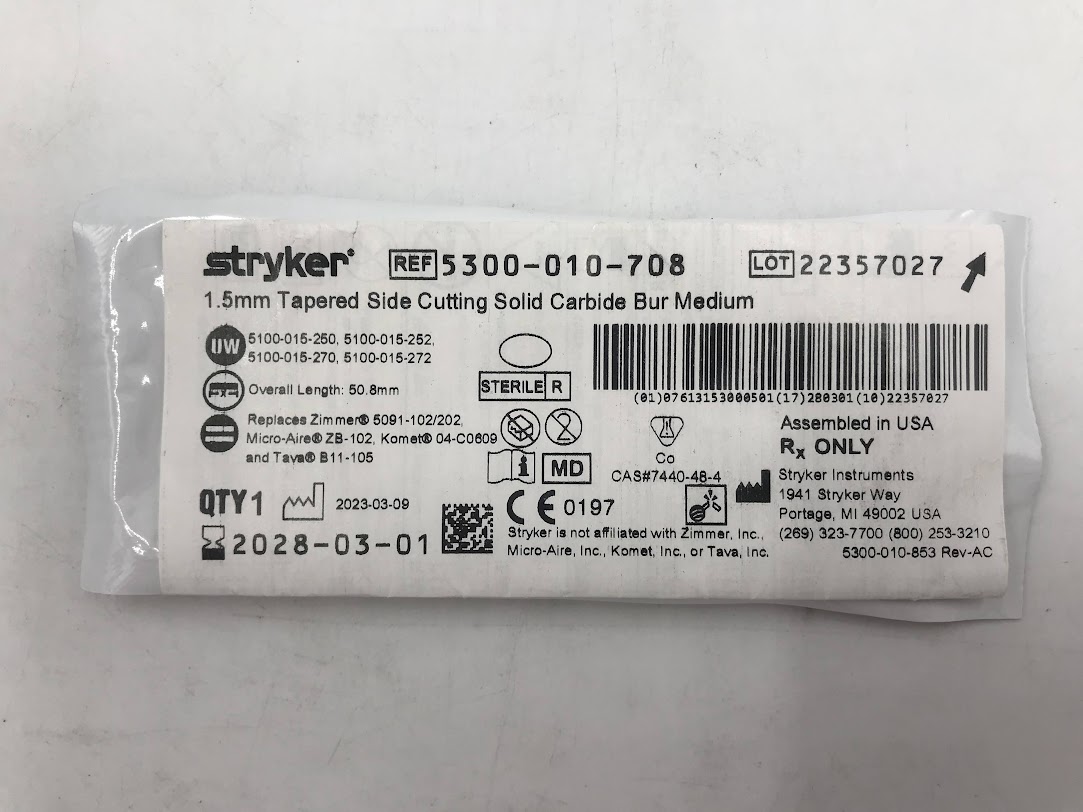 stryker® REF 5300-010-708 LOT 22357027
1.5mm Tapered Side Cutting Solid Carbide Bur Medium
UW 5100-015-250, 5100-015-252,
5100-015-270, 5100-015-272
Overall Length: 50.8mm
Replaces Zimmer® 5091-102/202,
Micro-Aire® ZB-102, Komet® 04-C0609
and Tava® B11-105
QTY 1 2023-03-09
2028-03-01
STERILE R
2
i MD
CE 0197
Stryker is not affiliated with Zimmer, Inc.,
Micro-Aire, Inc., Komet, Inc., or Tava, Inc.
(01)07613153000501(17)280301(10)22357027
Co
CAS#7440-48-4
Assembled in USA
Rx ONLY
Stryker Instruments
1941 Stryker Way
Portage, MI 49002 USA
(269) 323-7700 (800) 253-3210
5300-010-853 Rev-AC